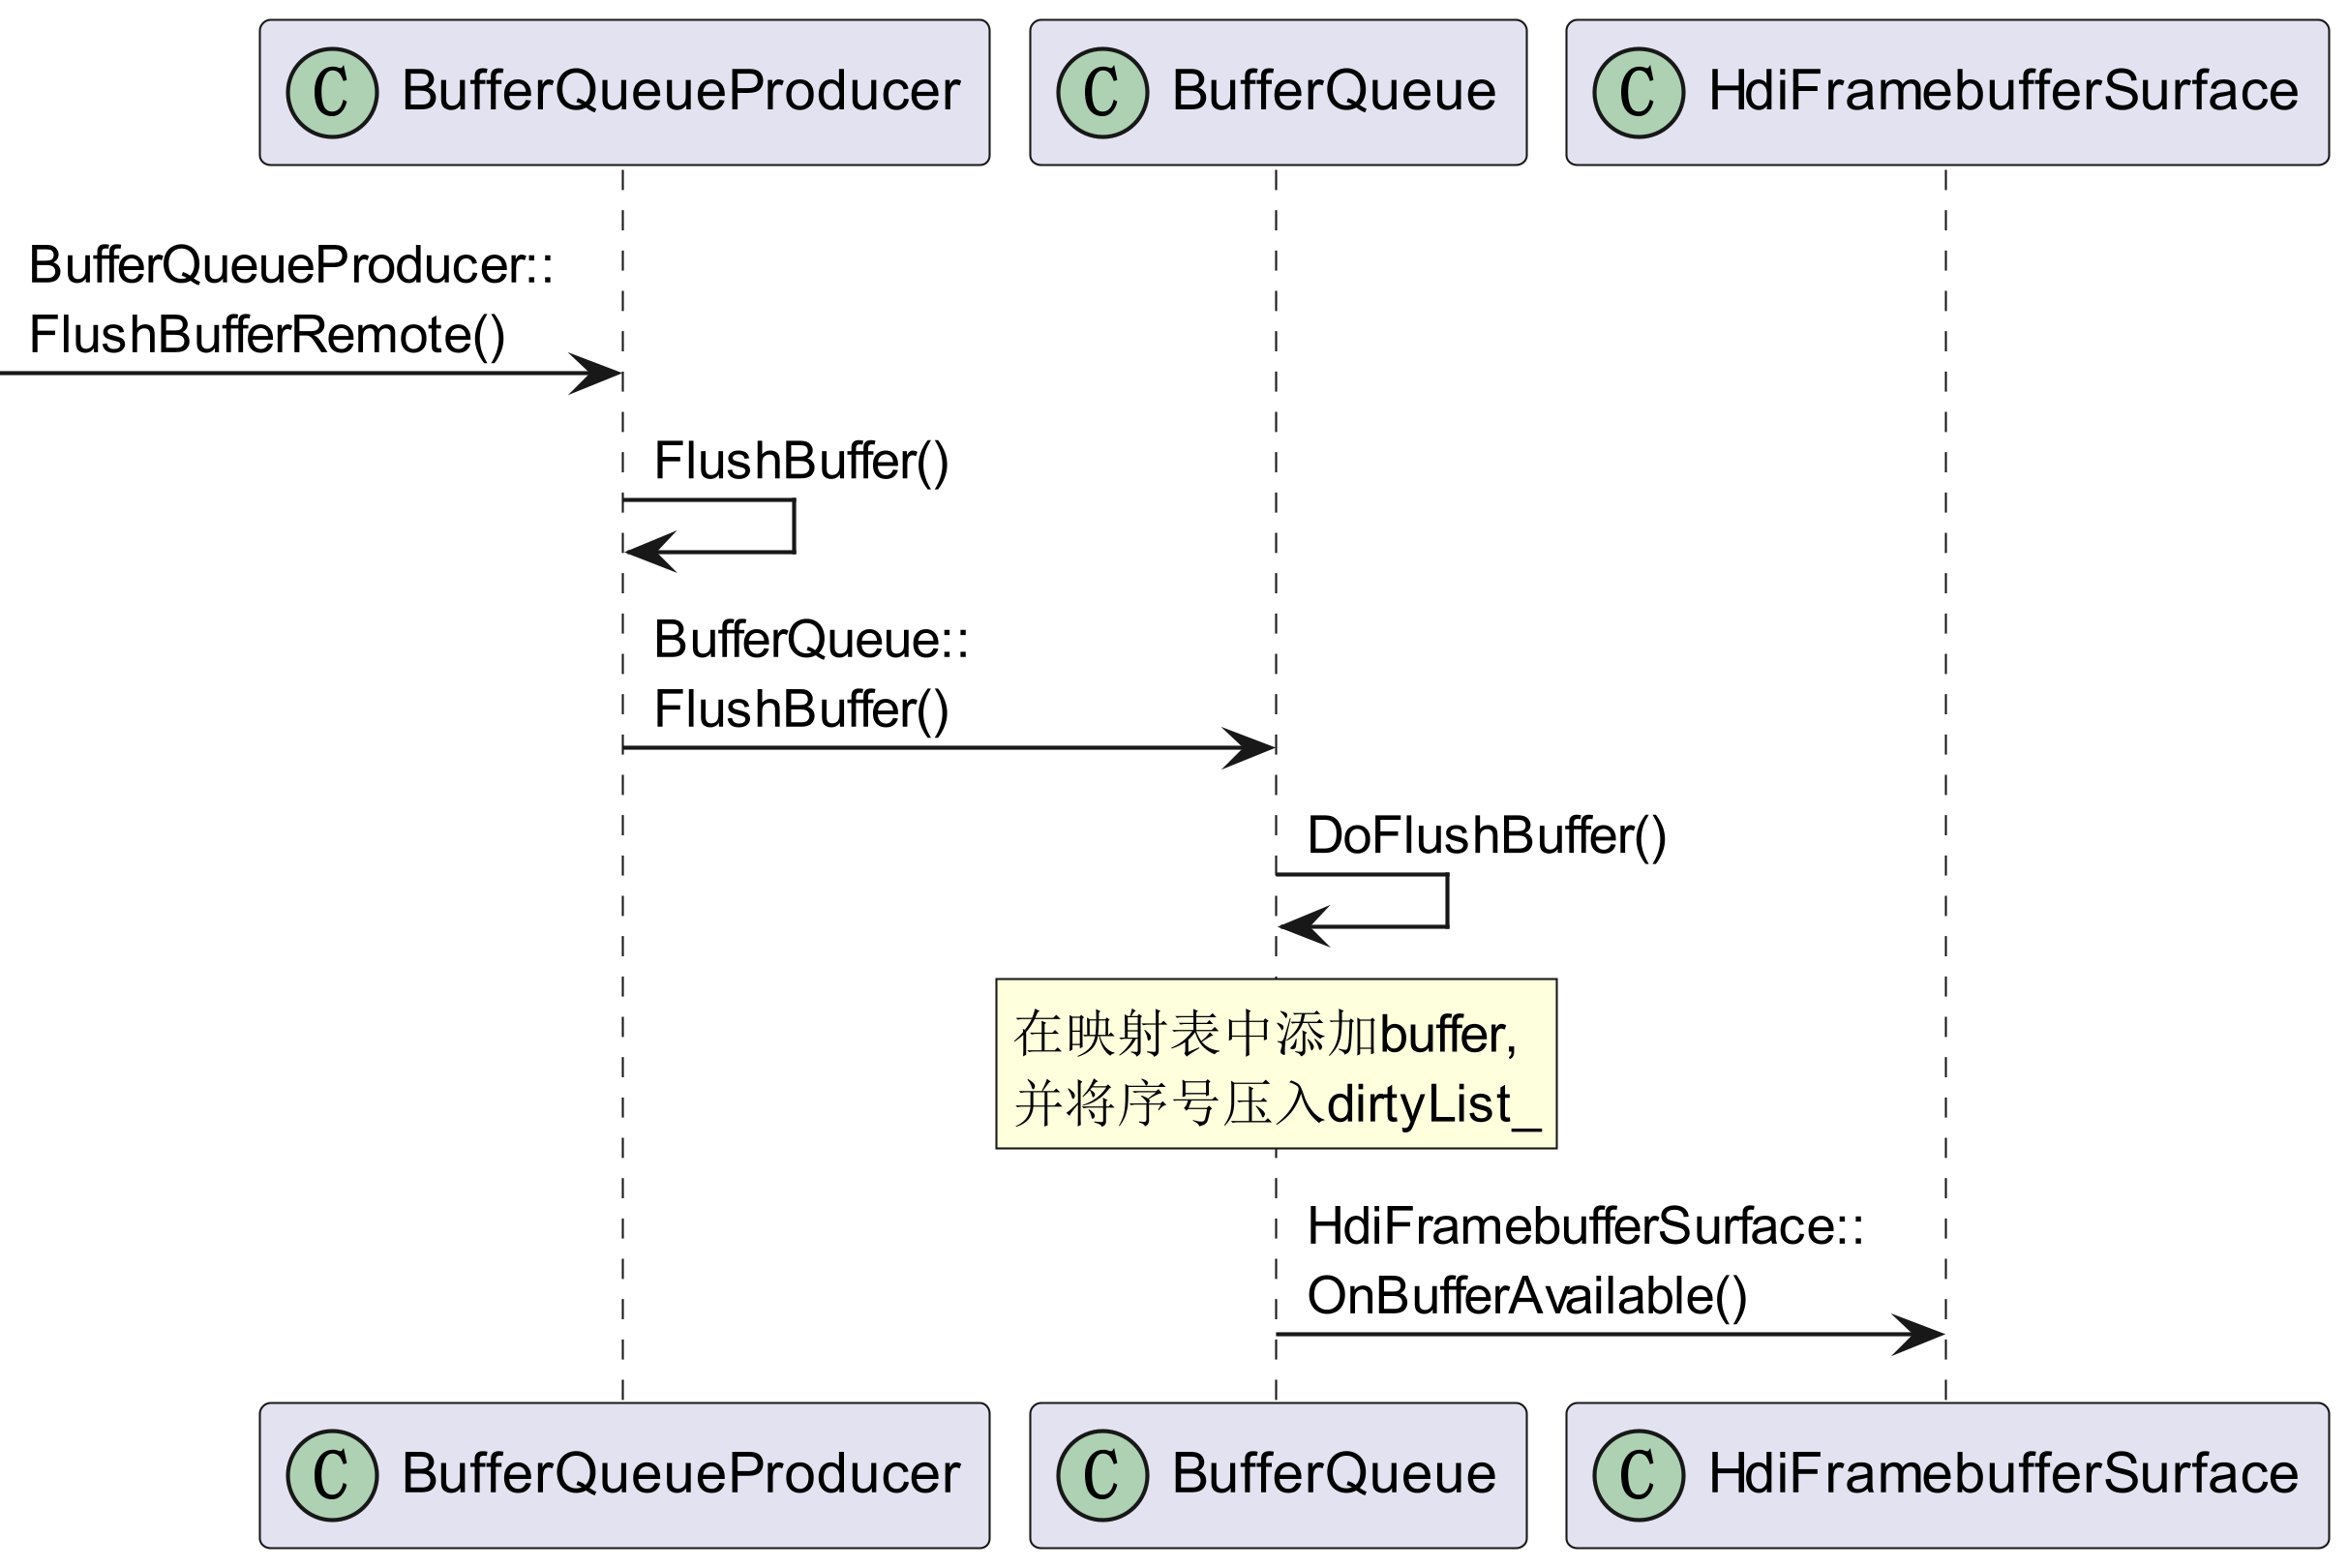 C BufferQueueProducer
C BufferQueue
C HdiFramebufferSurface
BufferQueueProducer::
FlushBufferRemote()
FlushBuffer()
BufferQueue::
FlushBuffer()
DoFlushBuffer()
在映射表中添加buffer,
并将序号压入dirtyList_
HdiFramebufferSurface::
OnBufferAvailable()
C BufferQueueProducer
C BufferQueue
C HdiFramebufferSurface